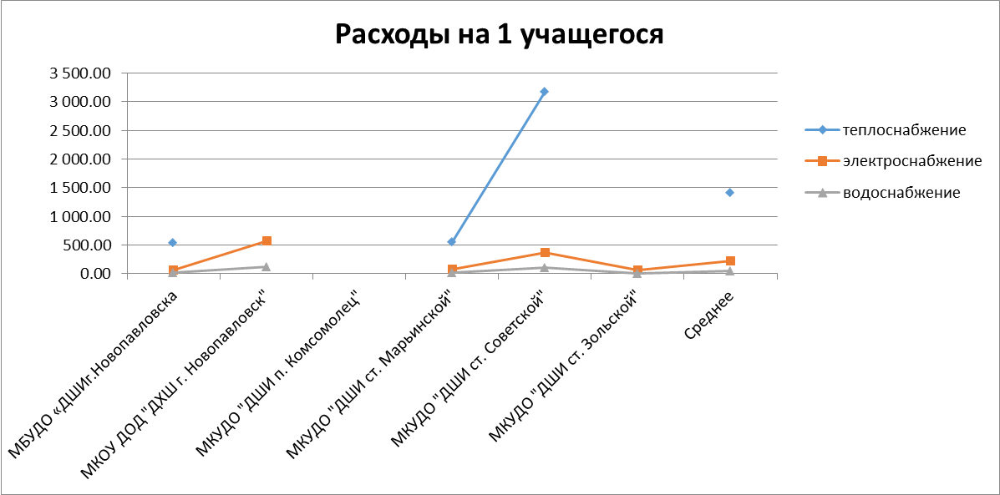 Расходы на 1 учащегося
3 500.00
3 000.00
2 500.00
2 000.00
1 500.00
1 000.00
500.00
0.00
МБУДО «ДШИг.Новопавловска
МКОУ ДОД "ДХШ г. Новопавловск"
МКУДО "ДШИ п. Комсомолец"
МКУДО "ДШИ ст. Марьинской"
МКУДО "ДШИ ст. Советской"
МКУДО "ДШИ ст. Зольской"
Среднее
теплоснабжение
электроснабжение
водоснабжение